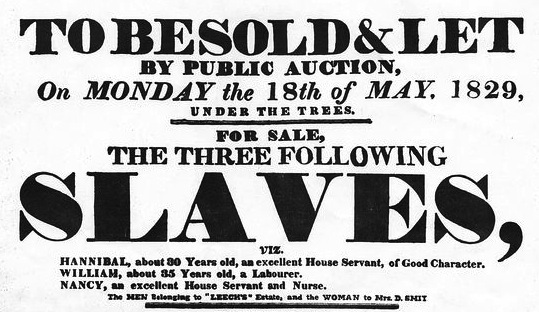 TO BE SOLD & LET
BY PUBLIC AUCTION,
On MONDAY the 18th of MAY, 1829,
UNDER THE TREES.
FOR SALE,
THE THREE FOLLOWING
SLAVES,
VIZ.
HANNIBAL, about 30 Years old, an excellent House Servant, of Good Character.
WILLIAM, about 35 Years old, a Labourer.
NANCY, an excellent House Servant and Nurse.
The MEN Belonging to "LEECH'S" Estate, and the WOMAN to Mrs. D. SMIT